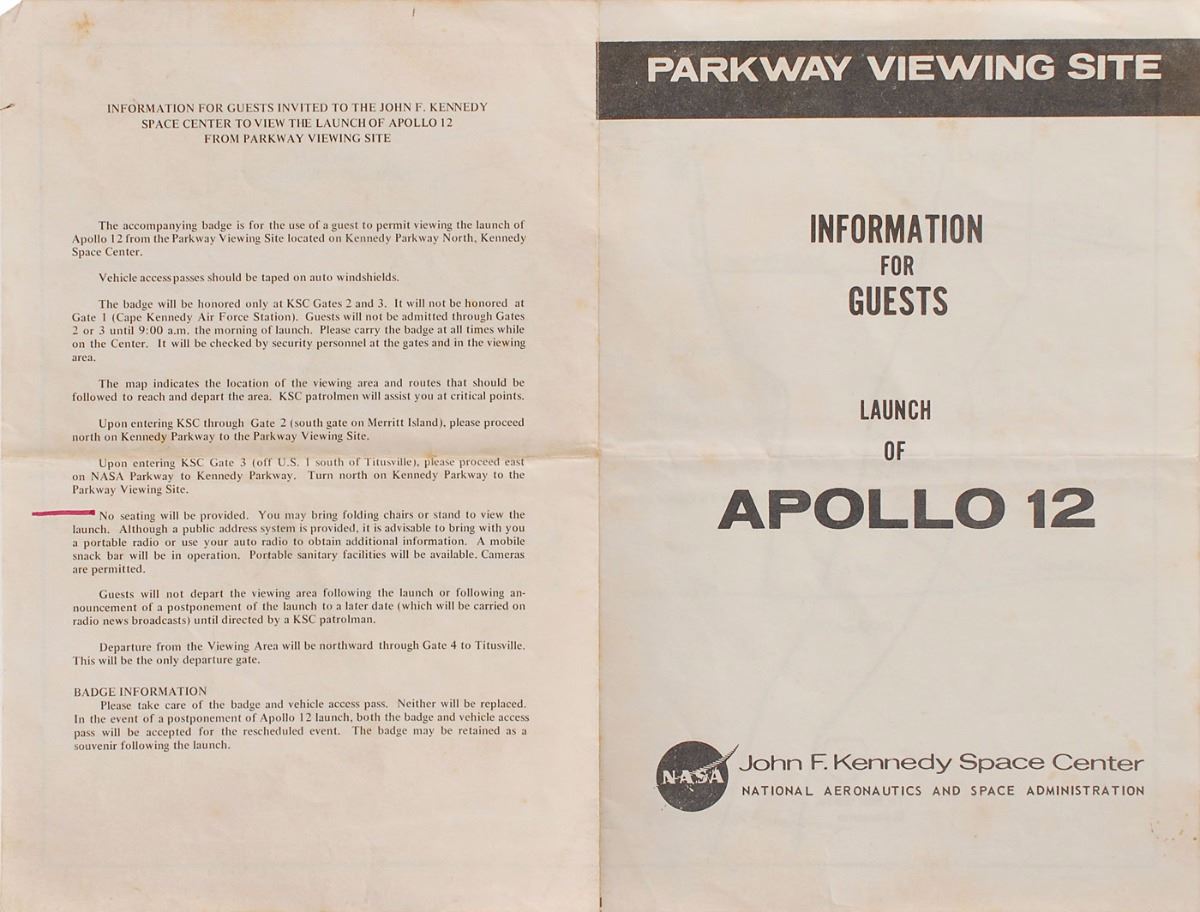 INFORMATION FOR GUESTS INVITED TO THE JOHN F. KENNEDY
SPACE CENTER TO VIEW THE LAUNCH OF APOLLO 12
FROM PARKWAY VIEWING SITE
The accompanying badge is for the use of a guest to permit viewing the launch of
Apollo 12 from the Parkway Viewing Site located on Kennedy Parkway North, Kennedy
Space Center.
Vehicle access passes should be taped on auto windshields.
The badge will be honored only at KSC Gates 2 and 3. It will not be honored at
Gate 1 (Cape Kennedy Air Force Station). Guests will not be admitted through Gates
2 or 3 until 9:00 a.m. the morning of launch. Please carry the badge at all times while
on the Center. It will be checked by security personnel at the gates and in the viewing
area.
The map indicates the location of the viewing area and routes that should be
followed to reach and depart the area. KSC patrolmen will assist you at critical points.
Upon entering KSC through Gate 2 (south gate on Merritt Island), please proceed
north on Kennedy Parkway to the Parkway Viewing Site.
Upon entering KSC Gate 3 (off U.S. 1 south of Titusville), please proceed east
on NASA Parkway to Kennedy Parkway. Turn north on Kennedy Parkway to the
Parkway Viewing Site.
No seating will be provided. You may bring folding chairs or stand to view the
launch. Although a public address system is provided, it is advisable to bring with you
a portable radio or use your auto radio to obtain additional information. A mobile
snack bar will be in operation. Portable sanitary facilities will be available. Cameras
are permitted.
Guests will not depart the viewing area following the launch or following an-
nouncement of a postponement of the launch to a later date (which will be carried on
radio news broadcasts) until directed by a KSC patrolman.
Departure from the Viewing Area will be northward through Gate 4 to Titusville.
This will be the only departure gate.
BADGE INFORMATION
Please take care of the badge and vehicle access pass. Neither will be replaced.
In the event of a postponement of Apollo 12 launch, both the badge and vehicle access
pass will be accepted for the rescheduled event. The badge may be retained as a
souvenir following the launch.
PARKWAY VIEWING SITE
INFORMATION
FOR
GUESTS
LAUNCH
OF
APOLLO 12
NASA
John F. Kennedy Space Center
NATIONAL AERONAUTICS AND SPACE ADMINISTRATION